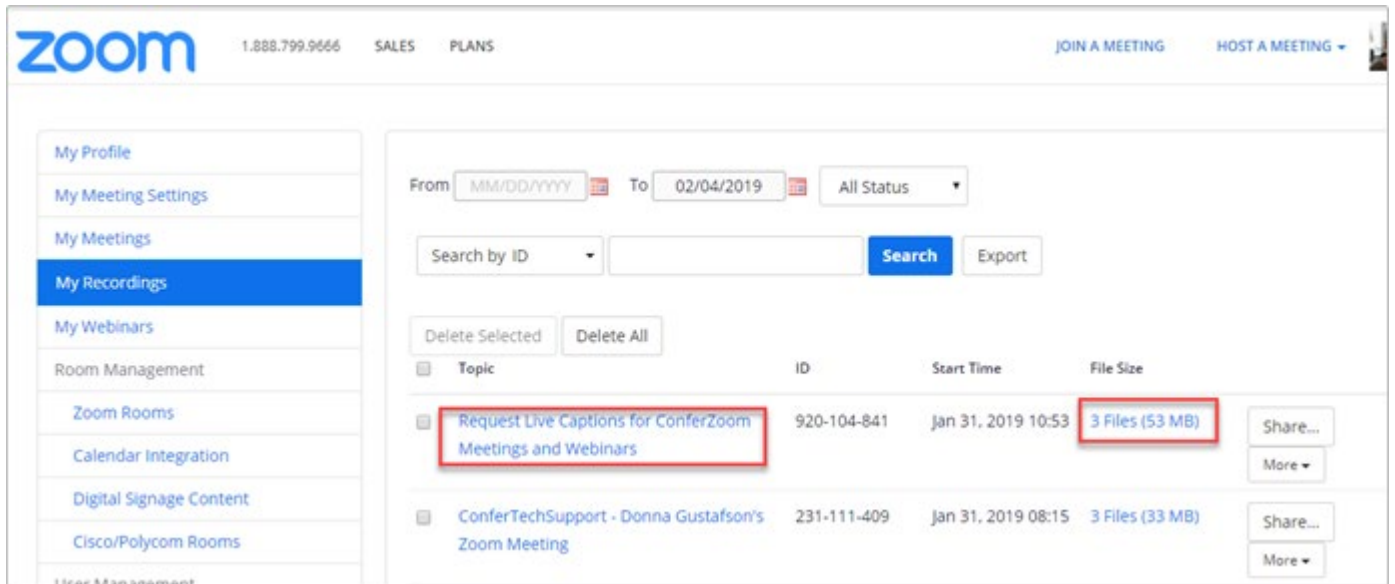 zoom 1.888.799.9666 SALES PLANS JOIN A MEETING HOST A MEETING
My Profile
My Meeting Settings
My Meetings
My Recordings
My Webinars
Room Management
Zoom Rooms
Calendar Integration
Digital Signage Content
Cisco/Polycom Rooms
User Management
From MM/DD/YYYY To 02/04/2019 All Status
Search by ID Search Export
Delete Selected Delete All
Topic ID Start Time File Size
Request Live Captions for ConferZoom 920-104-841 Jan 31, 2019 10:53 3 Files (53 MB) Share...
Meetings and Webinars
More
ConferTechSupport - Donna Gustafson's 231-111-409 Jan 31, 2019 08:15 3 Files (33 MB) Share...
Zoom Meeting
More